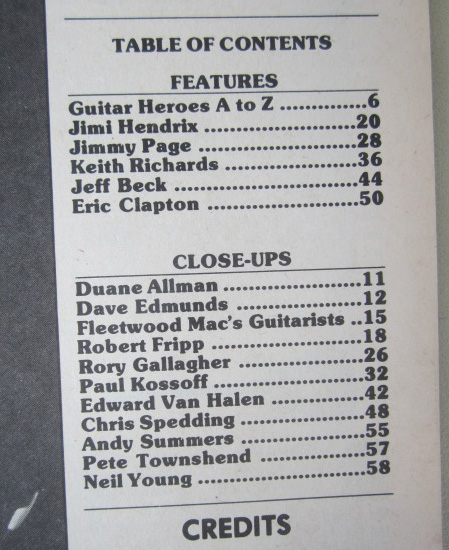 TABLE OF CONTENTS
FEATURES
Guitar Heroes A to Z ..............6
Jimi Hendrix ........................20
Jimmy Page ........................28
Keith Richards .....................36
Jeff Beck ............................44
Eric Clapton .......................50
CLOSE-UPS
Duane Allman .....................11
Dave Edmunds ....................12
Fleetwood Mac's Guitarists ..15
Robert Fripp .......................18
Rory Gallagher ....................26
Paul Kossoff ........................32
Edward Van Halen ...............42
Chris Spedding ....................48
Andy Summers ....................55
Pete Townshend ..................57
Neil Young ..........................58
CREDITS